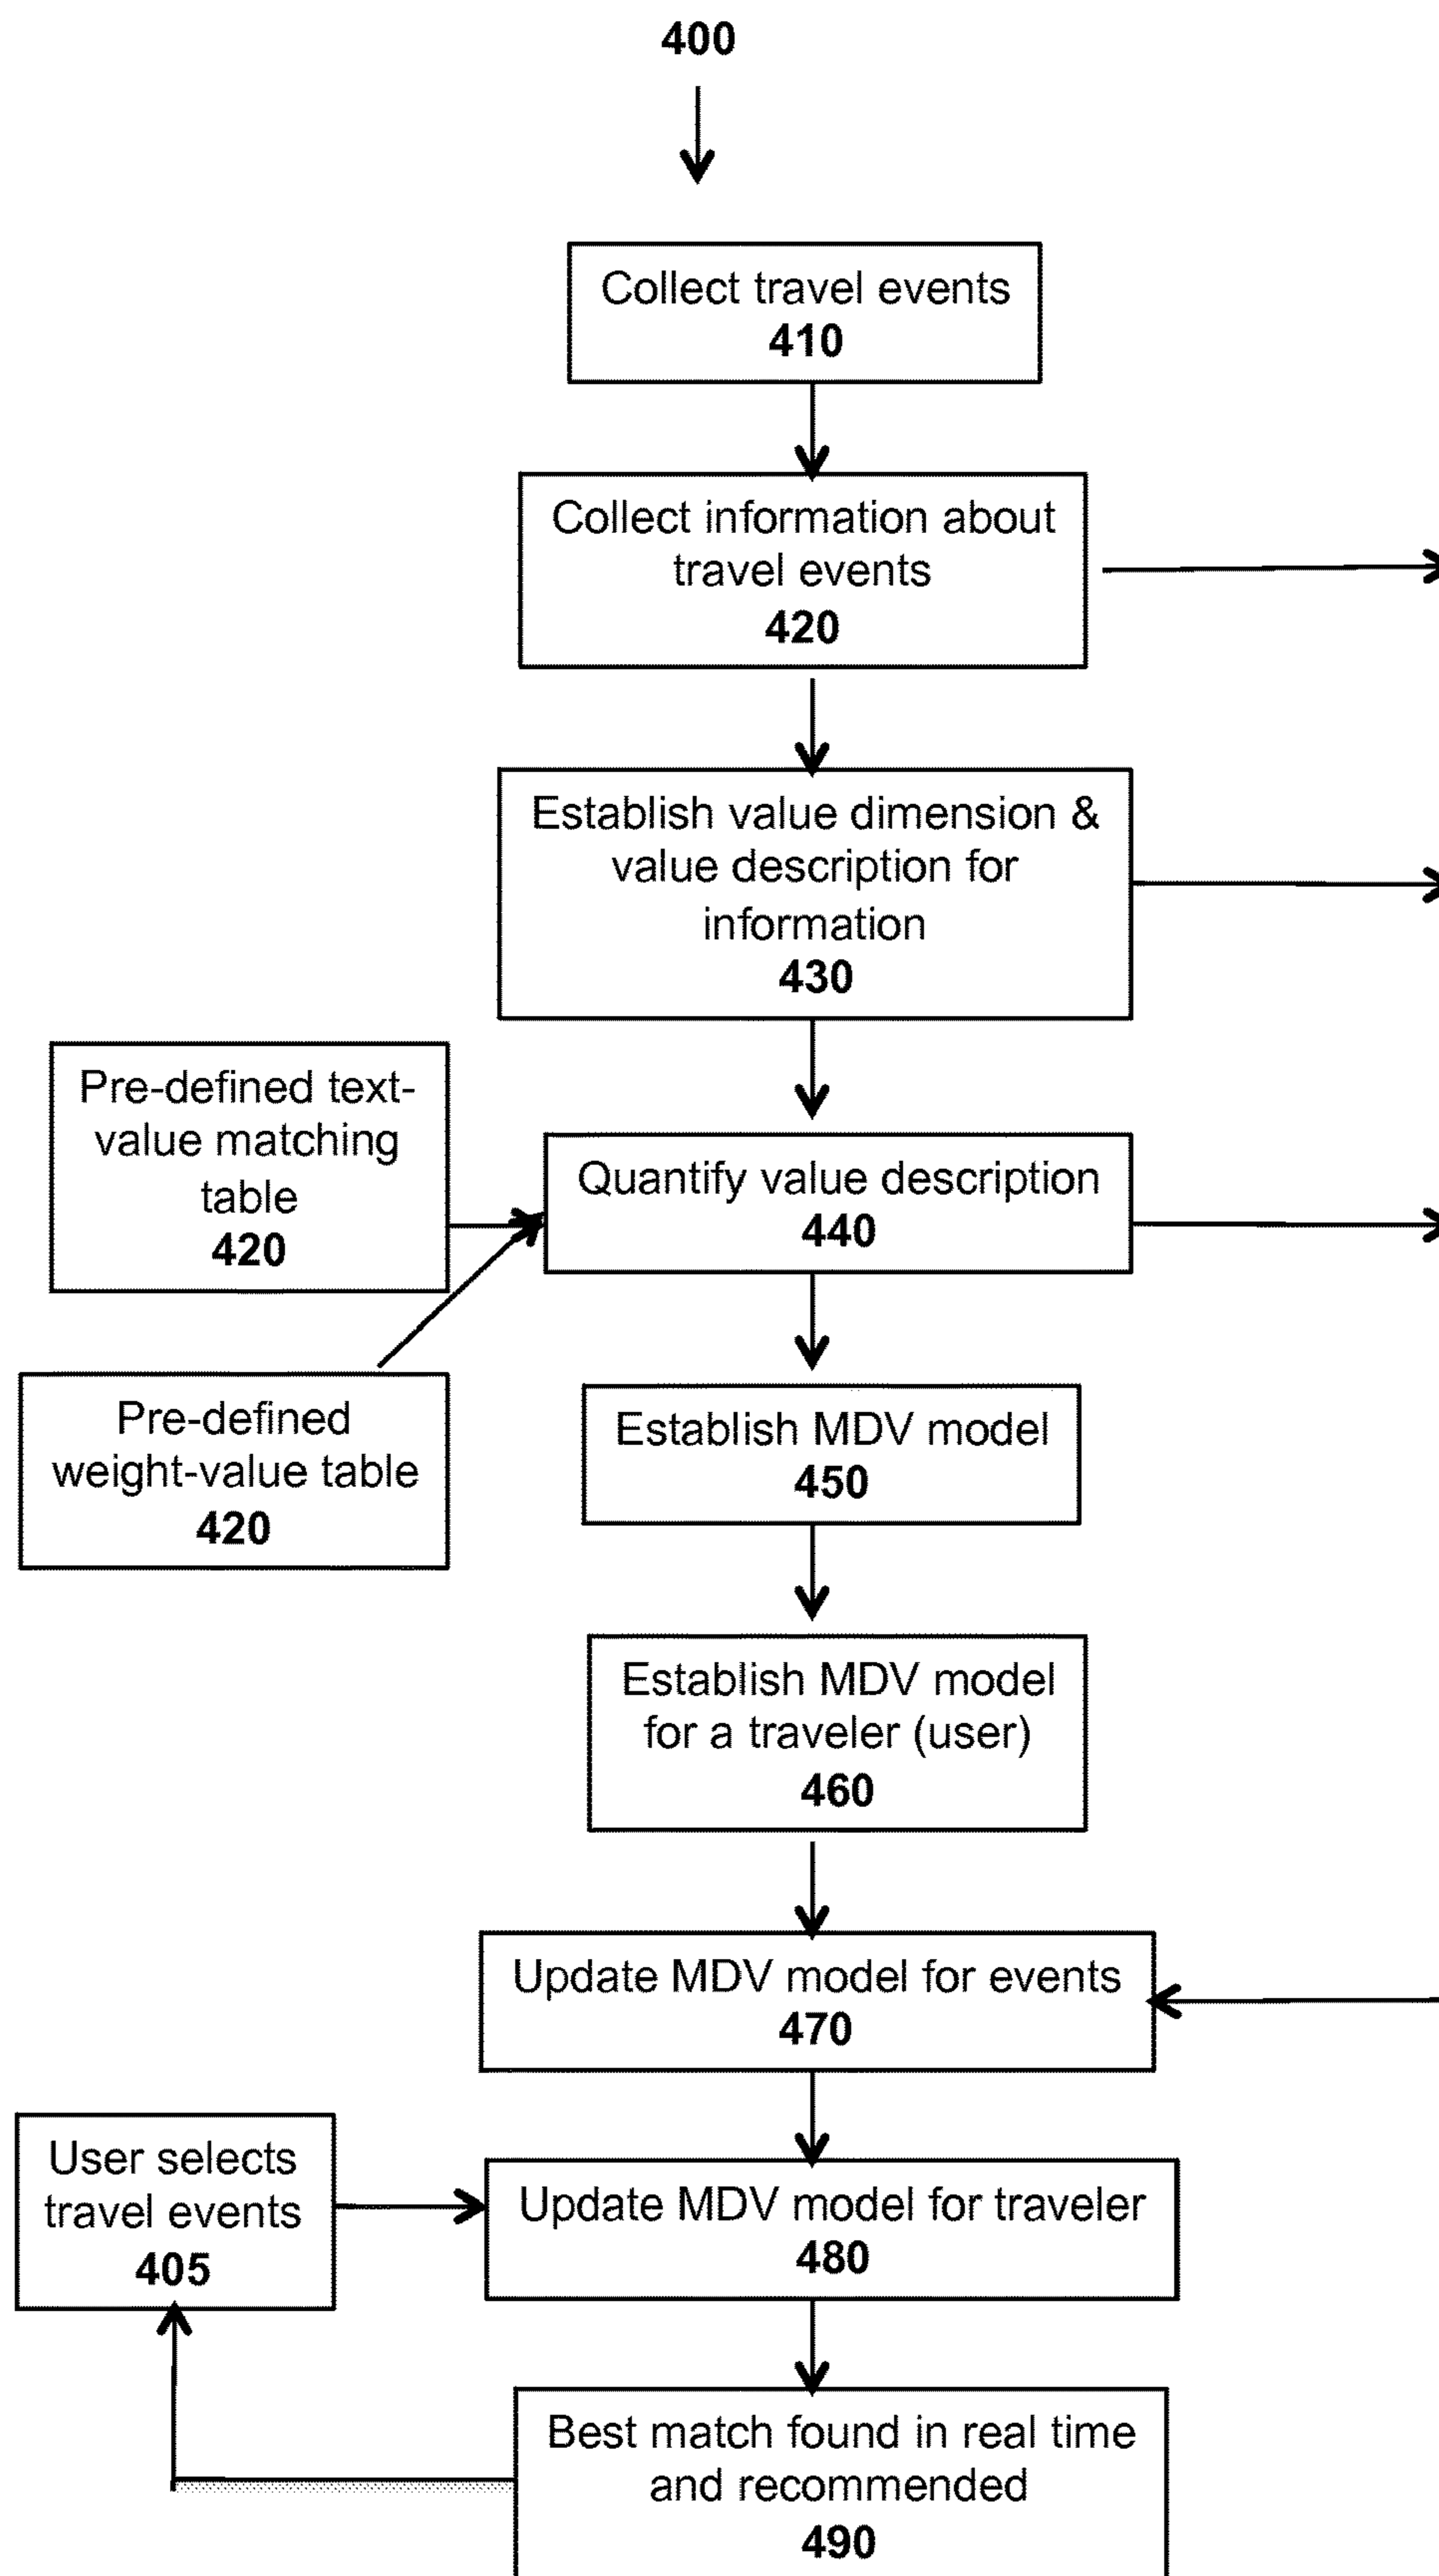 400
Collect travel events
410
Collect information about
travel events
420
Establish value dimension &
value description for
information
430
Pre-defined text-
value matching
table
420
Quantify value description
440
Pre-defined
weight-value table
420
Establish MDV model
450
Establish MDV model
for a traveler (user)
460
Update MDV model for events
470
User selects
travel events
405
Update MDV model for traveler
480
Best match found in real time
and recommended
490